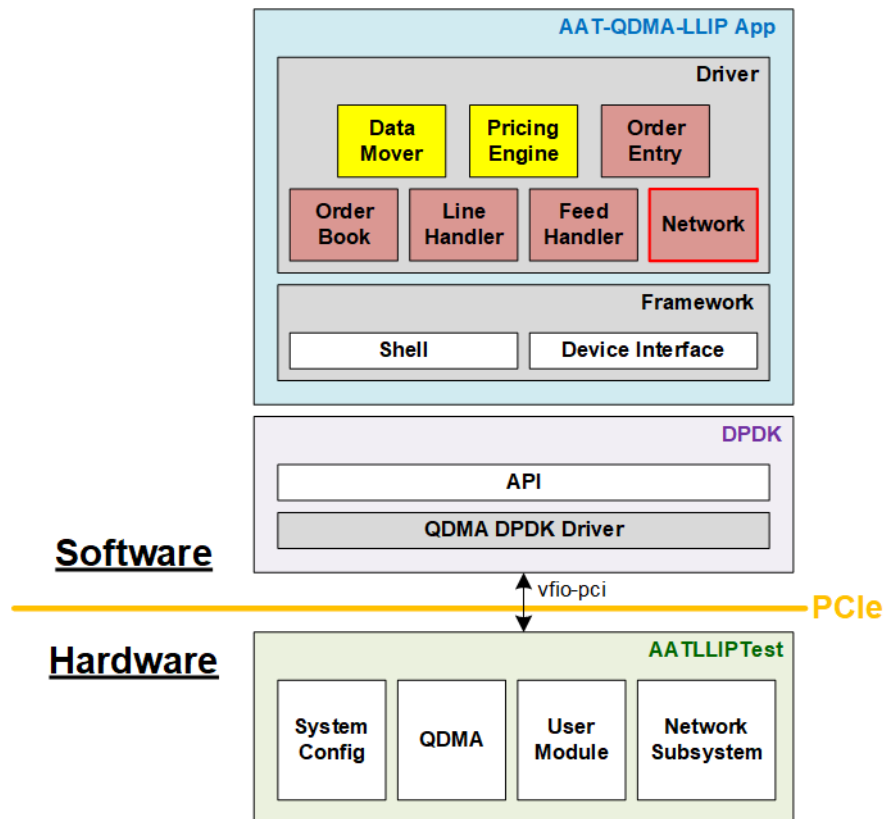 AAT-QDMA-LLIP App
Driver
Data
Mover
Pricing
Engine
Order
Entry
Order
Book
Line
Handler
Feed
Handler
Network
Framework
Shell
Device Interface
DPDK
API
QDMA DPDK Driver
Software
vfio-pci
PCIe
Hardware
AATLLIPTest
System
Config
QDMA
User
Module
Network
Subsystem